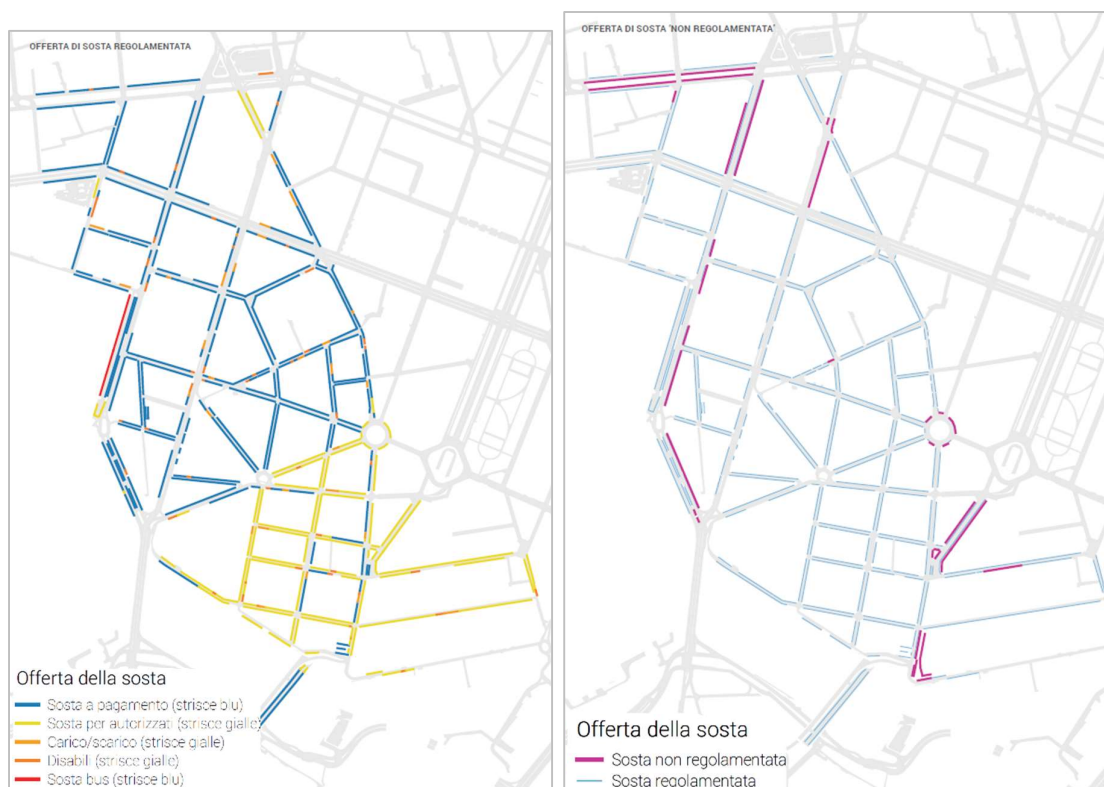 OFFERTA DI SOSTA REGOLAMENTATA
Offerta della sosta
Sosta a pagamento (strisce blu)
Sosta per autorizzati (strisce gialle)
Carico/scarico (strisce gialle)
Disabili (strisce gialle)
Sosta bus (strisce blu)
OFFERTA DI SOSTA 'NON REGOLAMENTATA'
Offerta della sosta
Sosta non regolamentata
Sosta regolamentata